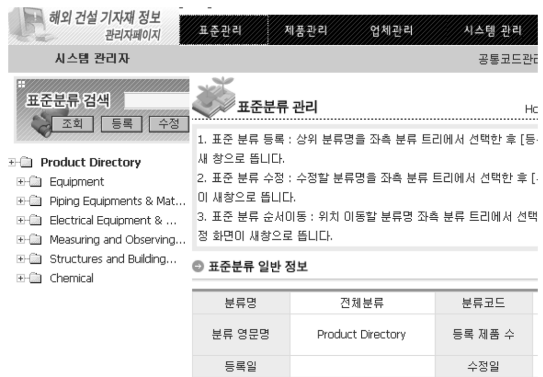 해외 건설 기자재 정보
관리자페이지
표준관리 제품관리 업체관리 시스템 관리
시스템 관리자 공통코드관
표준분류 검색
조회 등록 수정
Product Directory
Equipment
Piping Equipments & Mat...
Electrical Equipment & ...
Measuring and Observing...
Structures and Building...
Chemical
표준분류 관리 Ho
1. 표준 분류 등록 : 상위 분류명을 좌측 분류 트리에서 선택한 후 [등
새 창으로 뜹니다.
2. 표준 분류 수정 : 수정할 분류명을 좌측 분류 트리에서 선택한 후 [
이 새창으로 뜹니다.
3. 표준 분류 순서이동 : 위치 이동할 분류명 좌측 분류 트리에서 선택
정 화면이 새창으로 뜹니다.
표준분류 일반 정보
분류명 전체분류 분류코드
분류 영문명 Product Directory 등록 제품 수
등록일 수정일